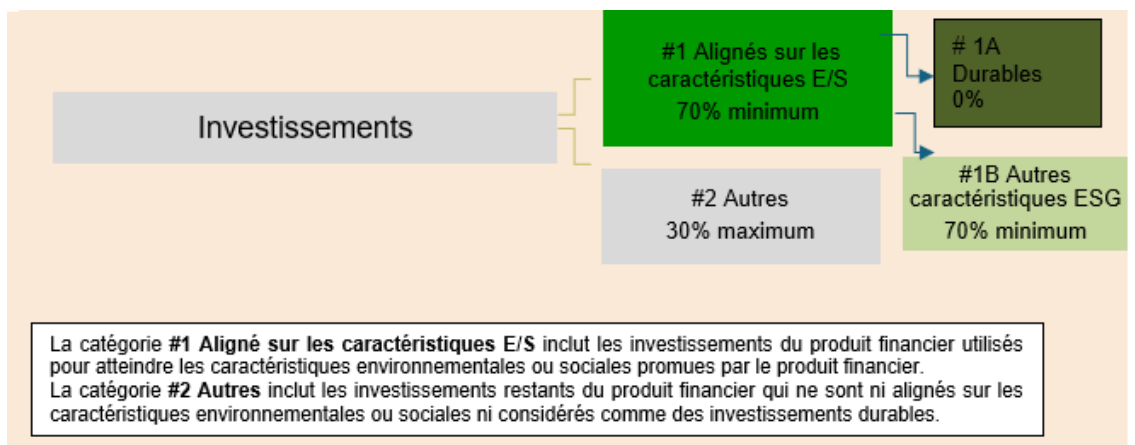 Investissements
#1 Alignés sur les
caractéristiques E/S
70% minimum
# 1A
Durables
0%
#1B Autres
caractéristiques ESG
70% minimum
#2 Autres
30% maximum
La catégorie #1 Aligné sur les caractéristiques E/S inclut les investissements du produit financier utilisés
pour atteindre les caractéristiques environnementales ou sociales promues par le produit financier.
La catégorie #2 Autres inclut les investissements restants du produit financier qui ne sont ni alignés sur les
caractéristiques environnementales ou sociales ni considérés comme des investissements durables.